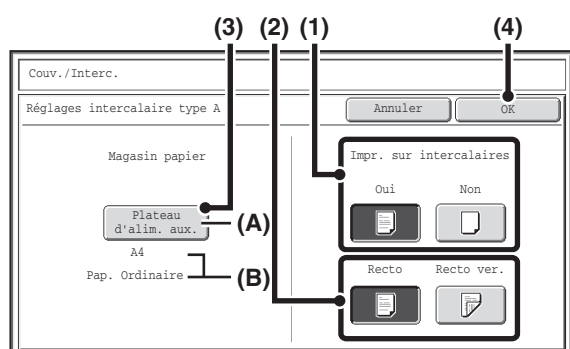 (3) (2) (1) (4)
Couv./Interc.
Réglages intercalaire type A Annuler OK
Magasin papier Impr. sur intercalaires
Oui Non
Plateau
d'alim. aux. (A)
A4
Pap. Ordinaire (B)
Recto Recto ver.